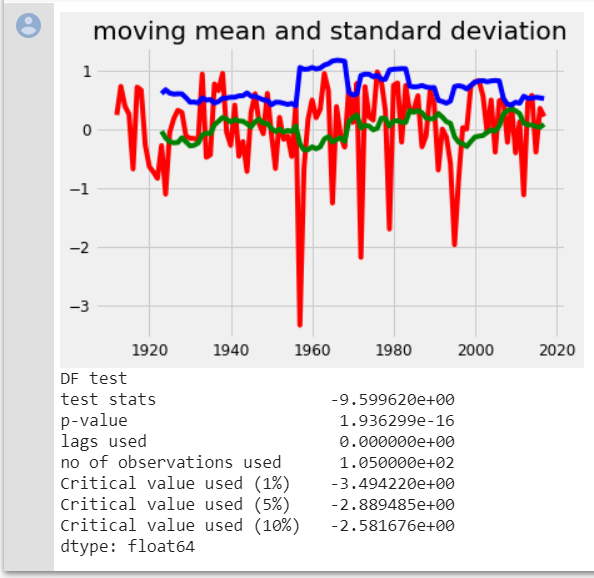 moving mean and standard deviation
1
0
−1
−2
−3
1920 1940 1960 1980 2000 2020
DF test
test stats -9.599620e+00
p-value 1.936299e-16
lags used 0.000000e+00
no of observations used 1.050000e+02
Critical value used (1%) -3.494220e+00
Critical value used (5%) -2.889485e+00
Critical value used (10%) -2.581676e+00
dtype: float64